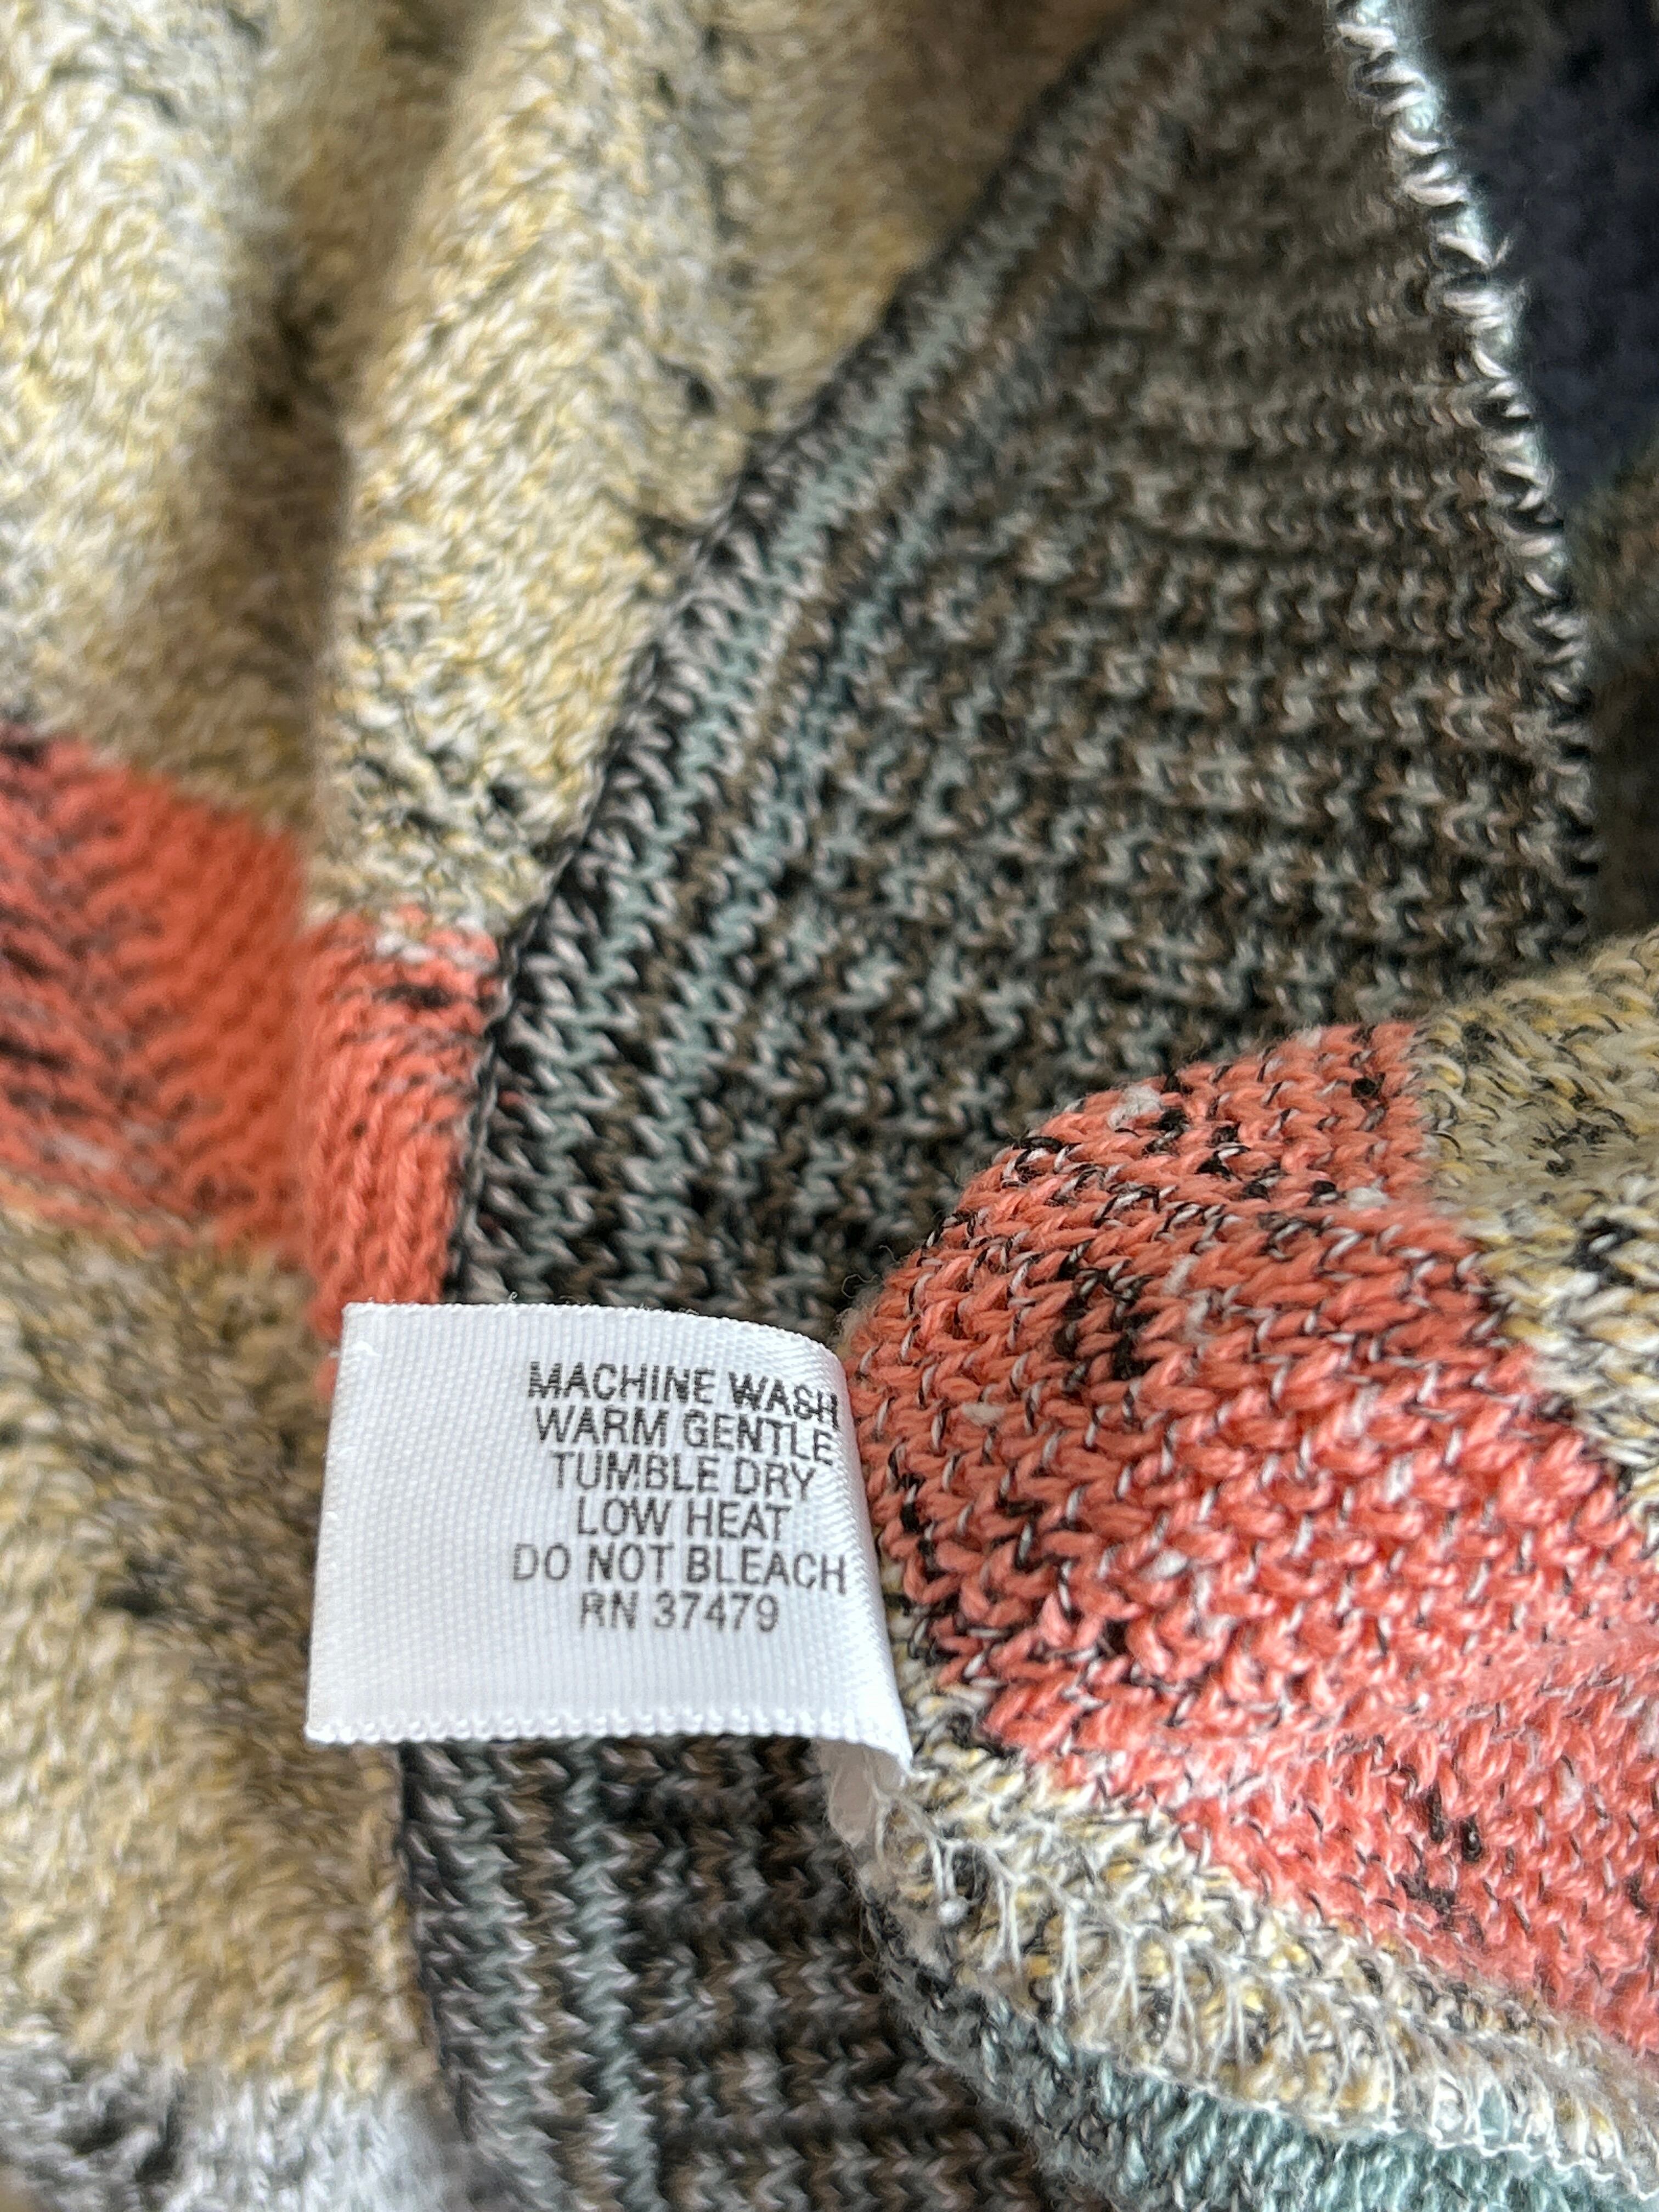 MACHINE WASH
WARM GENTLE
TUMBLE DRY
LOW HEAT
DO NOT BLEACH
RN 37479